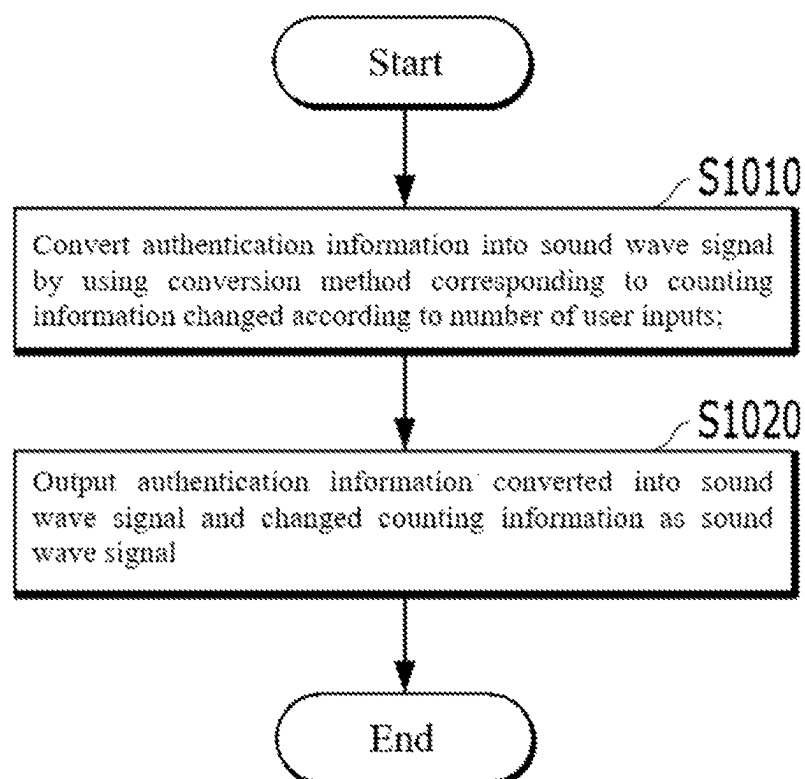 Start
S1010
Convert authentication information into sound wave signal
by using conversion method corresponding to counting
information changed according to number of user inputs;
S1020
Output authentication information converted into sound
wave signal and changed counting information as sound
wave signal
End